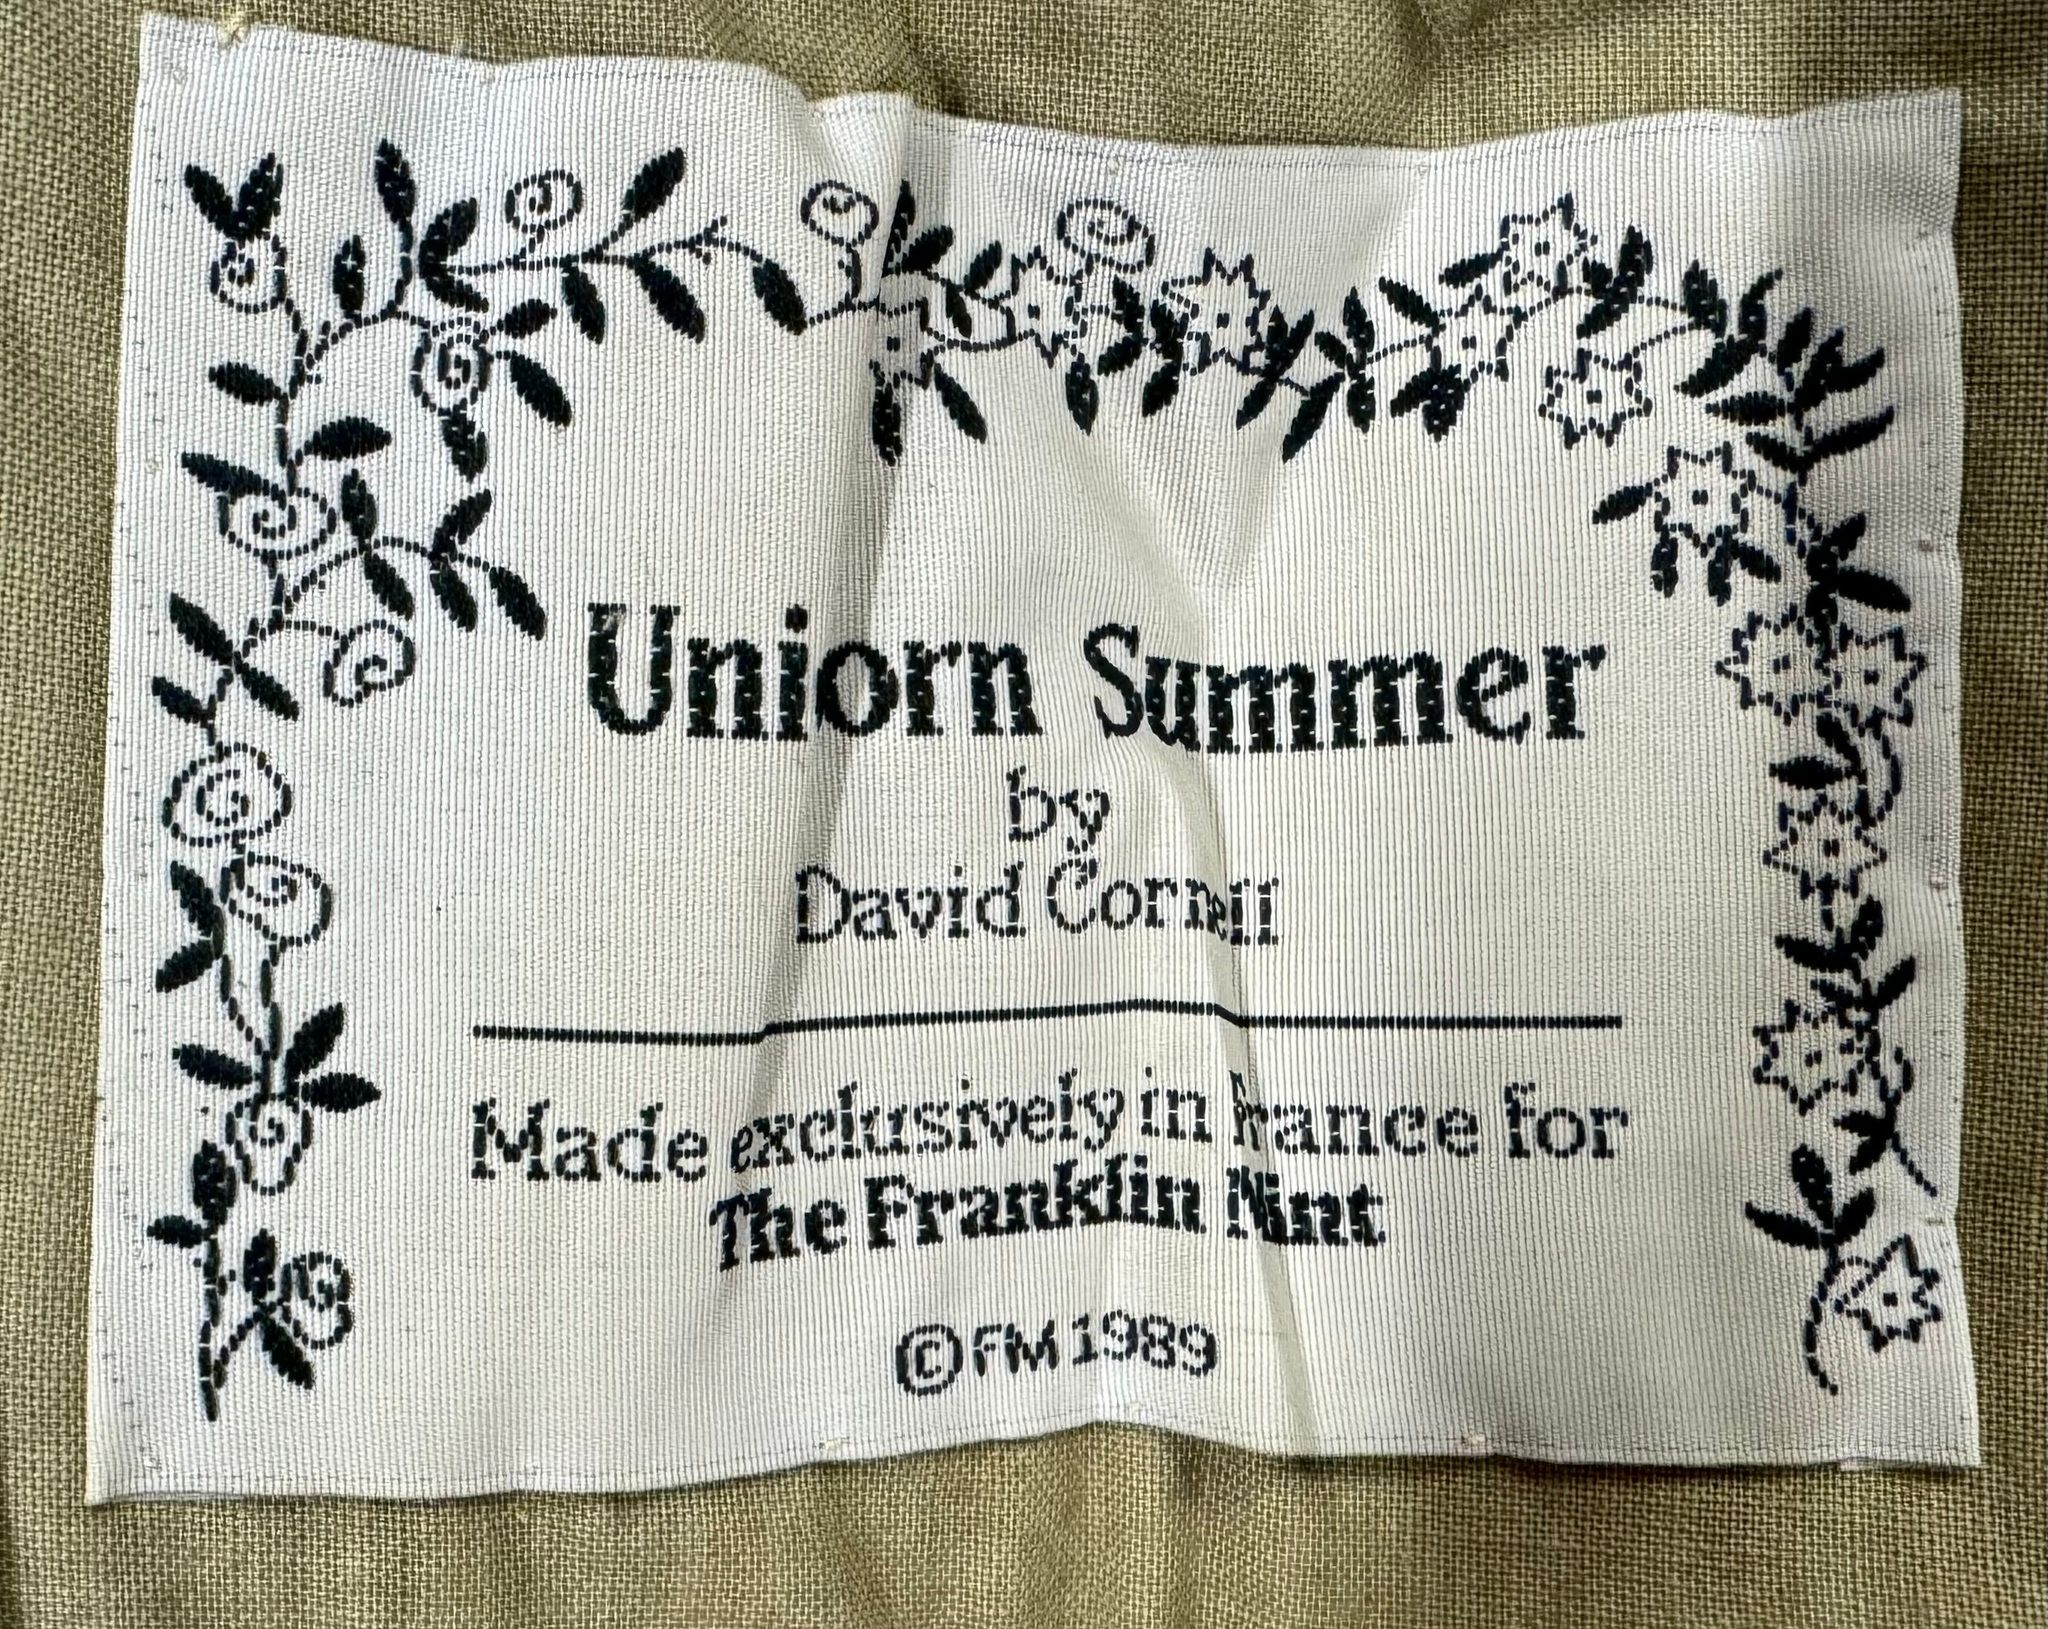 Uniorn Summer
by
David Cornell
Made exclusively in France for
The Franklin Mint
© FM 1989